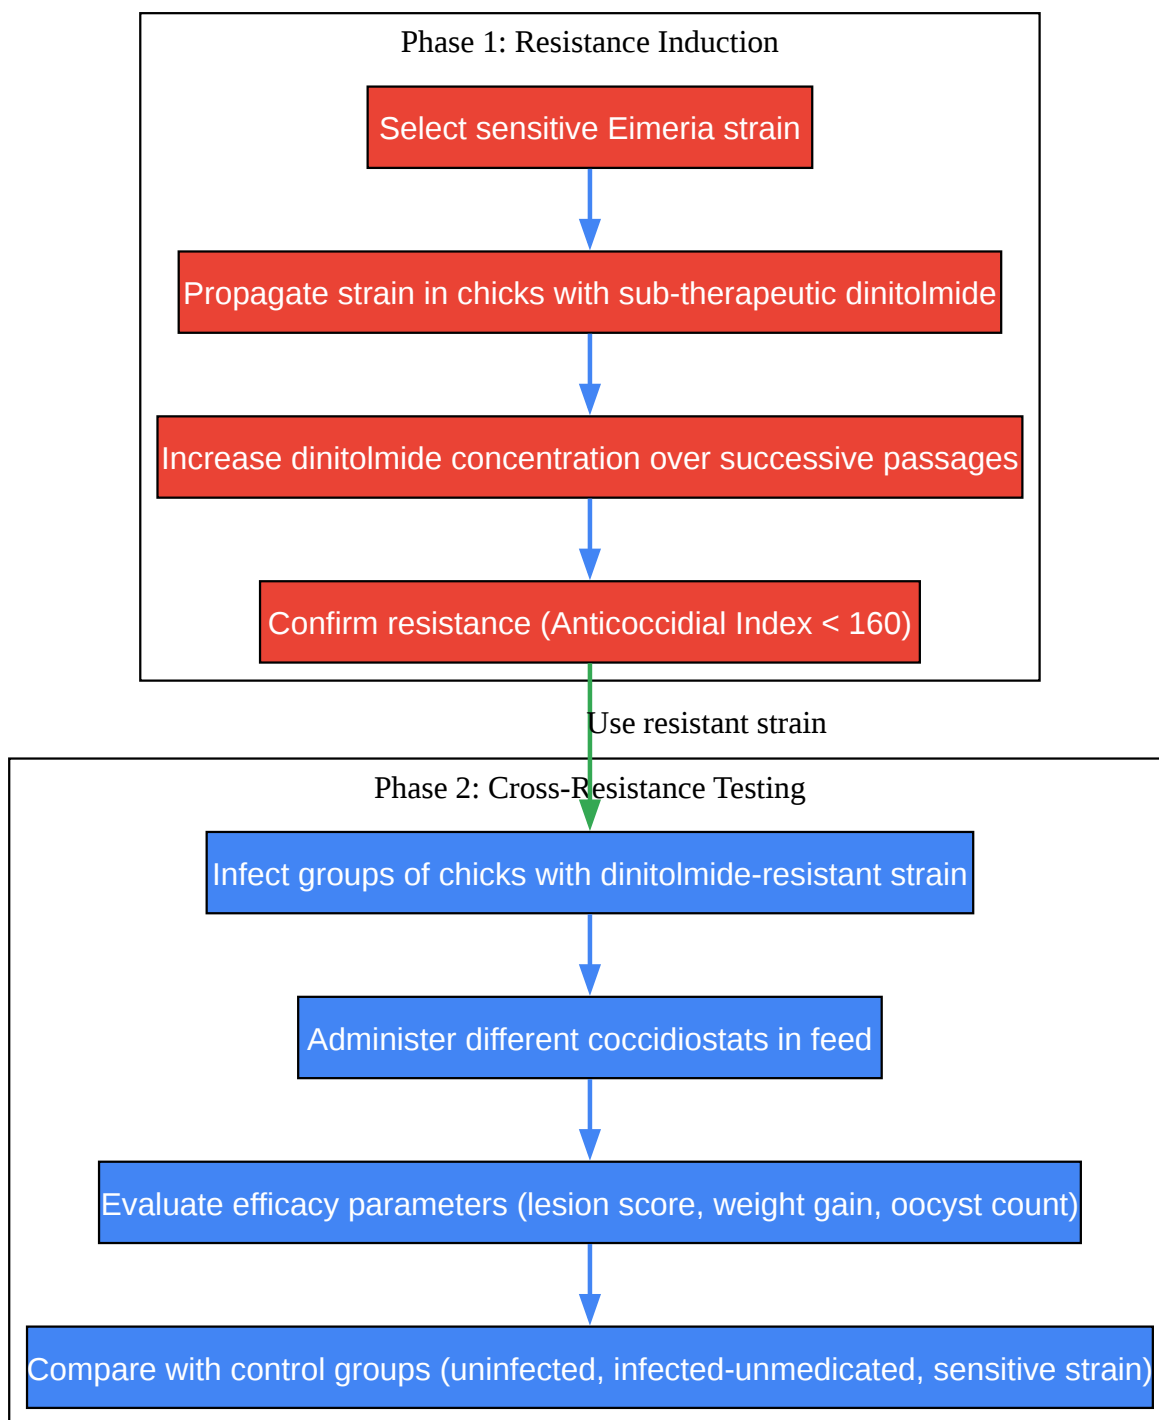 Phase 1: Resistance Induction
Select sensitive Eimeria strain
Propagate strain in chicks with sub-therapeutic dinitolmide
Increase dinitolmide concentration over successive passages
Confirm resistance (Anticoccidial Index < 160)
Use resistant strain
Phase 2: Cross-Resistance Testing
Infect groups of chicks with dinitolmide-resistant strain
Administer different coccidiostats in feed
Evaluate efficacy parameters (lesion score, weight gain, oocyst count)
Compare with control groups (uninfected, infected-unmedicated, sensitive strain)